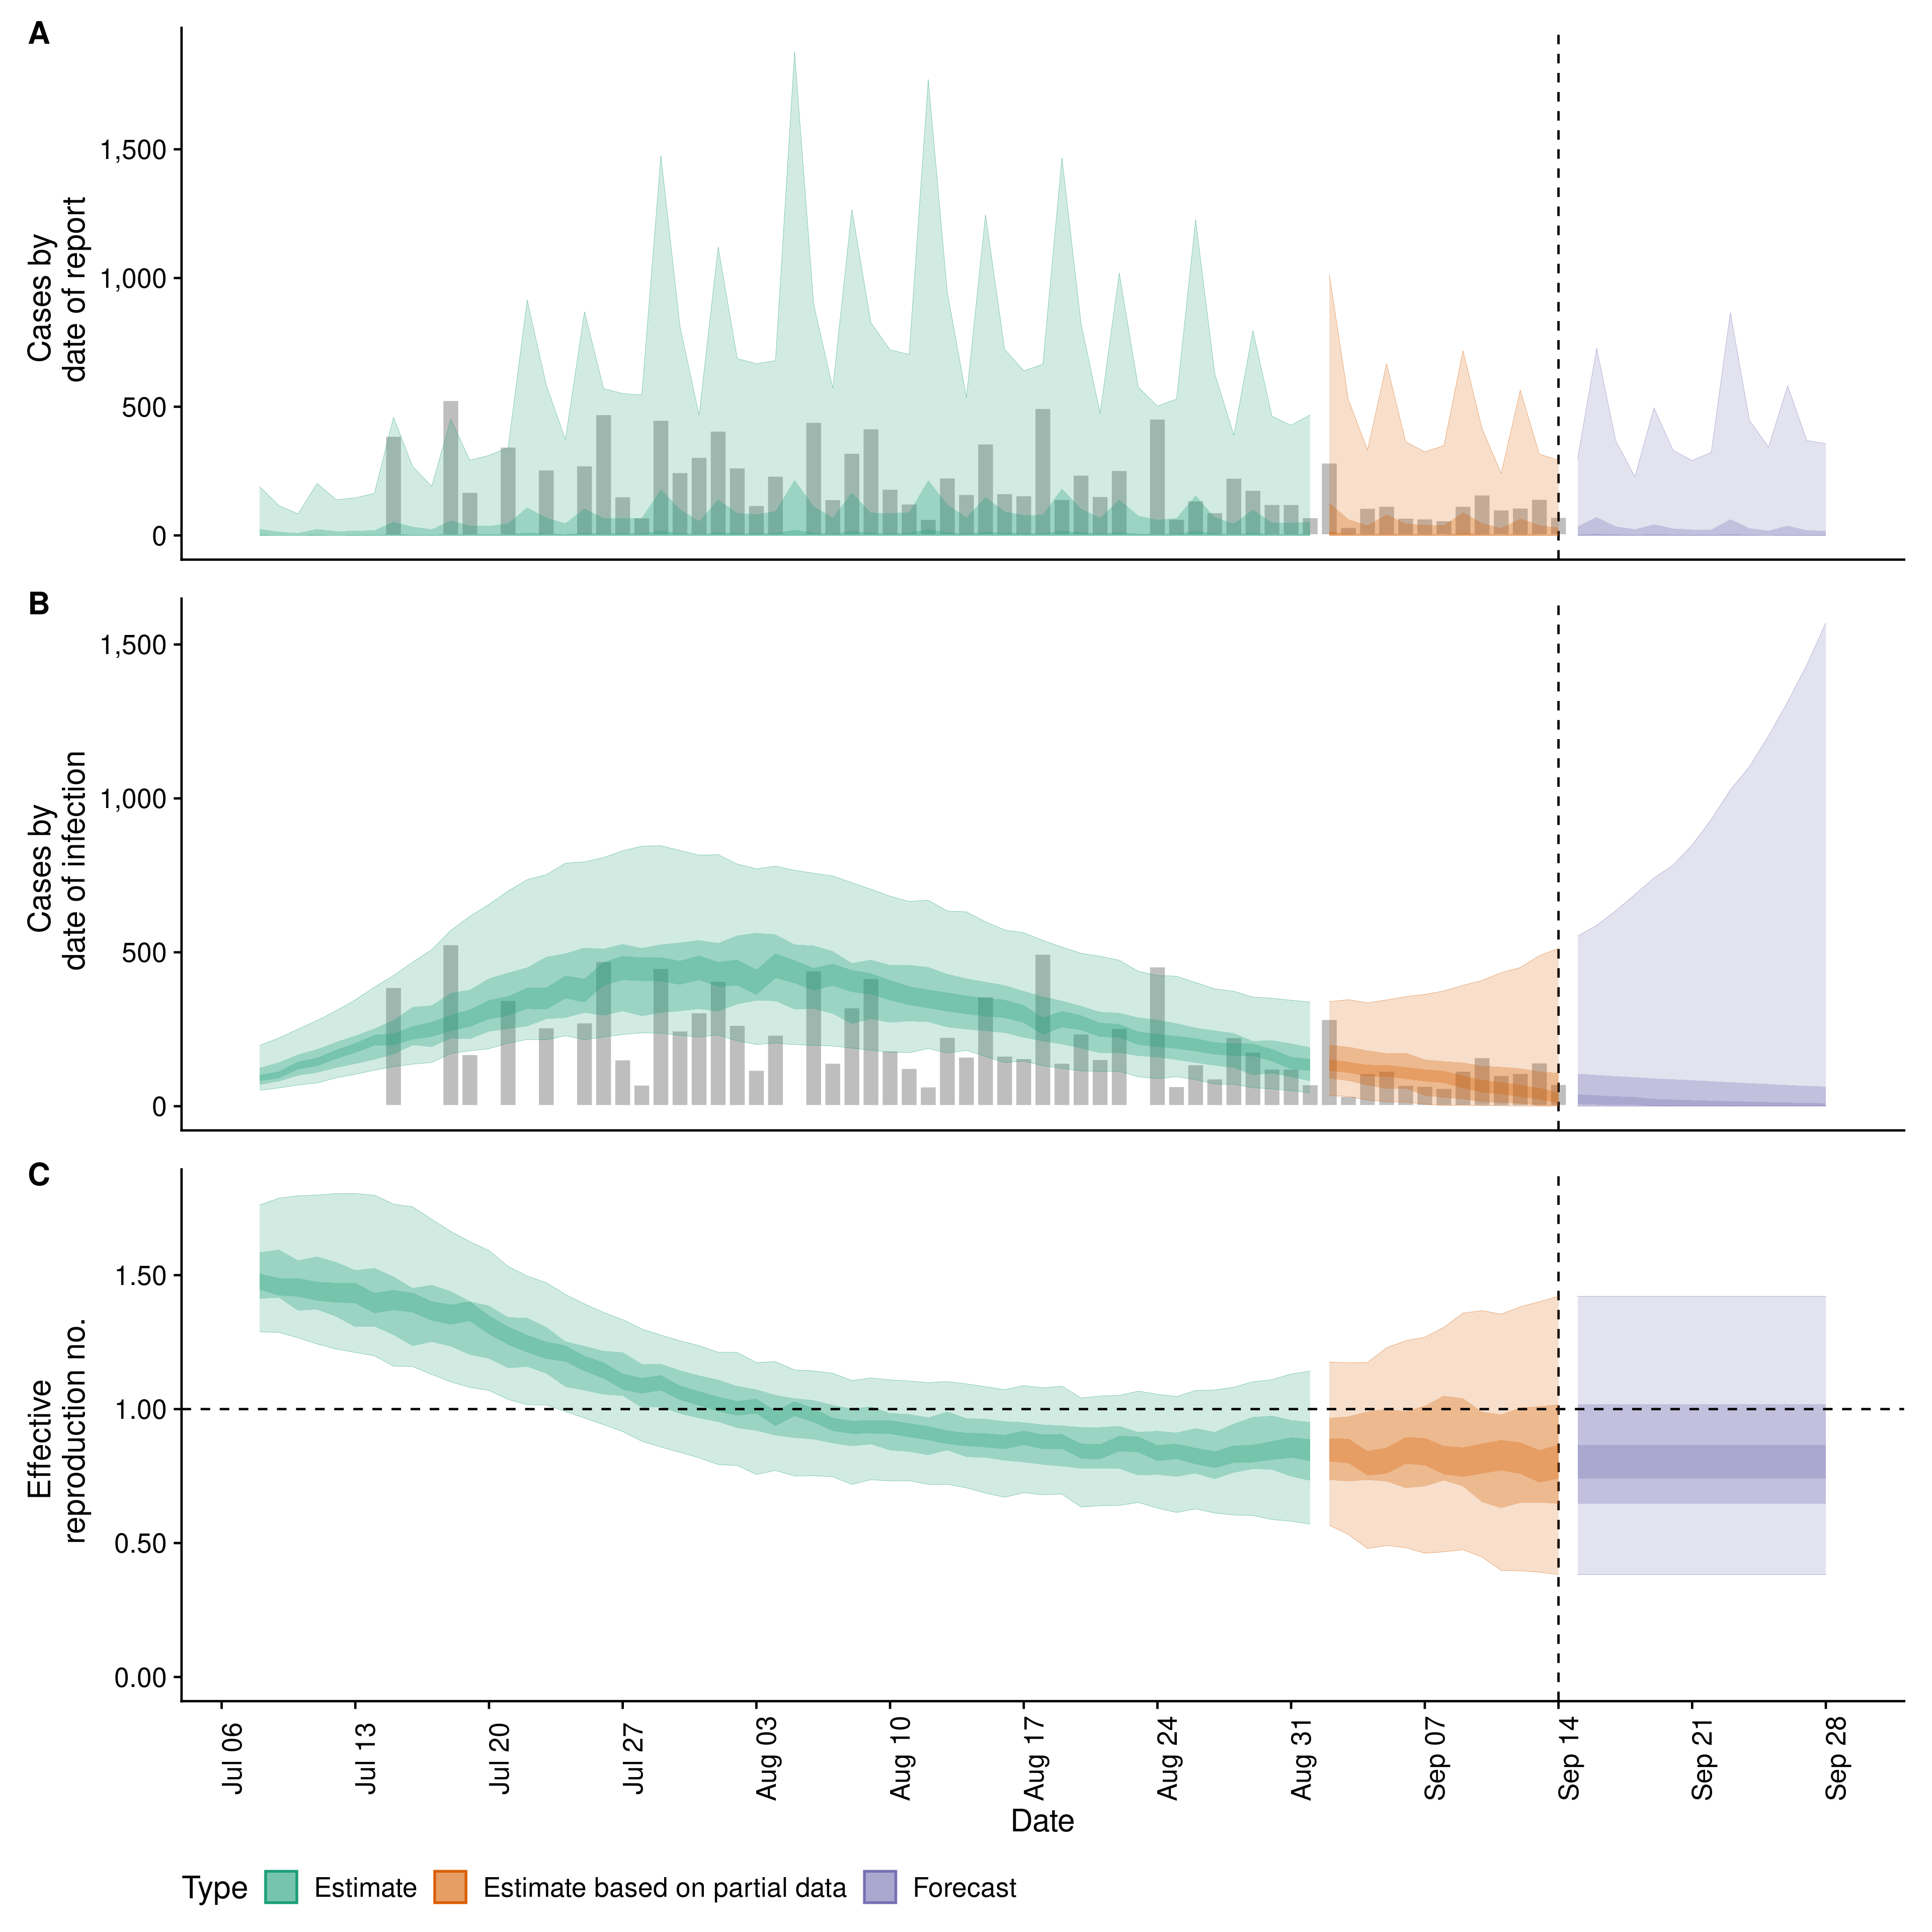 A
Cases by
date of report
1,500
1,000
500
0
B
Cases by
date of infection
1,500
1,000
500
0
C
Effective
reproduction no.
1.50
1.00
0.50
0.00
Jul 06
Jul 13
Jul 20
Jul 27
Aug 03
Aug 10
Aug 17
Aug 24
Aug 31
Sep 07
Sep 14
Sep 21
Sep 28
Date
Type Estimate Estimate based on partial data Forecast